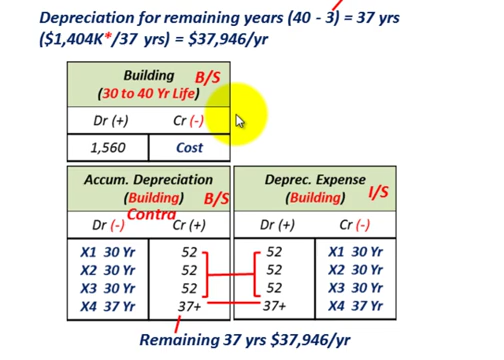 Depreciation for remaining years (40 - 3) = 37 yrs
($1,404K*/37 yrs) = $37,946/yr
Building B/S
(30 to 40 Yr Life)
Dr (+) Cr (-)
1,560 Cost
Accum. Depreciation
(Building) B/S
Contra
Dr (-) Cr (+)
X1 30 Yr 52
X2 30 Yr 52
X3 30 Yr 52
X4 37 Yr 37+
Deprec. Expense
(Building) I/S
Dr (+) Cr (-)
52 X1 30 Yr
52 X2 30 Yr
52 X3 30 Yr
37+ X4 37 Yr
Remaining 37 yrs $37,946/yr